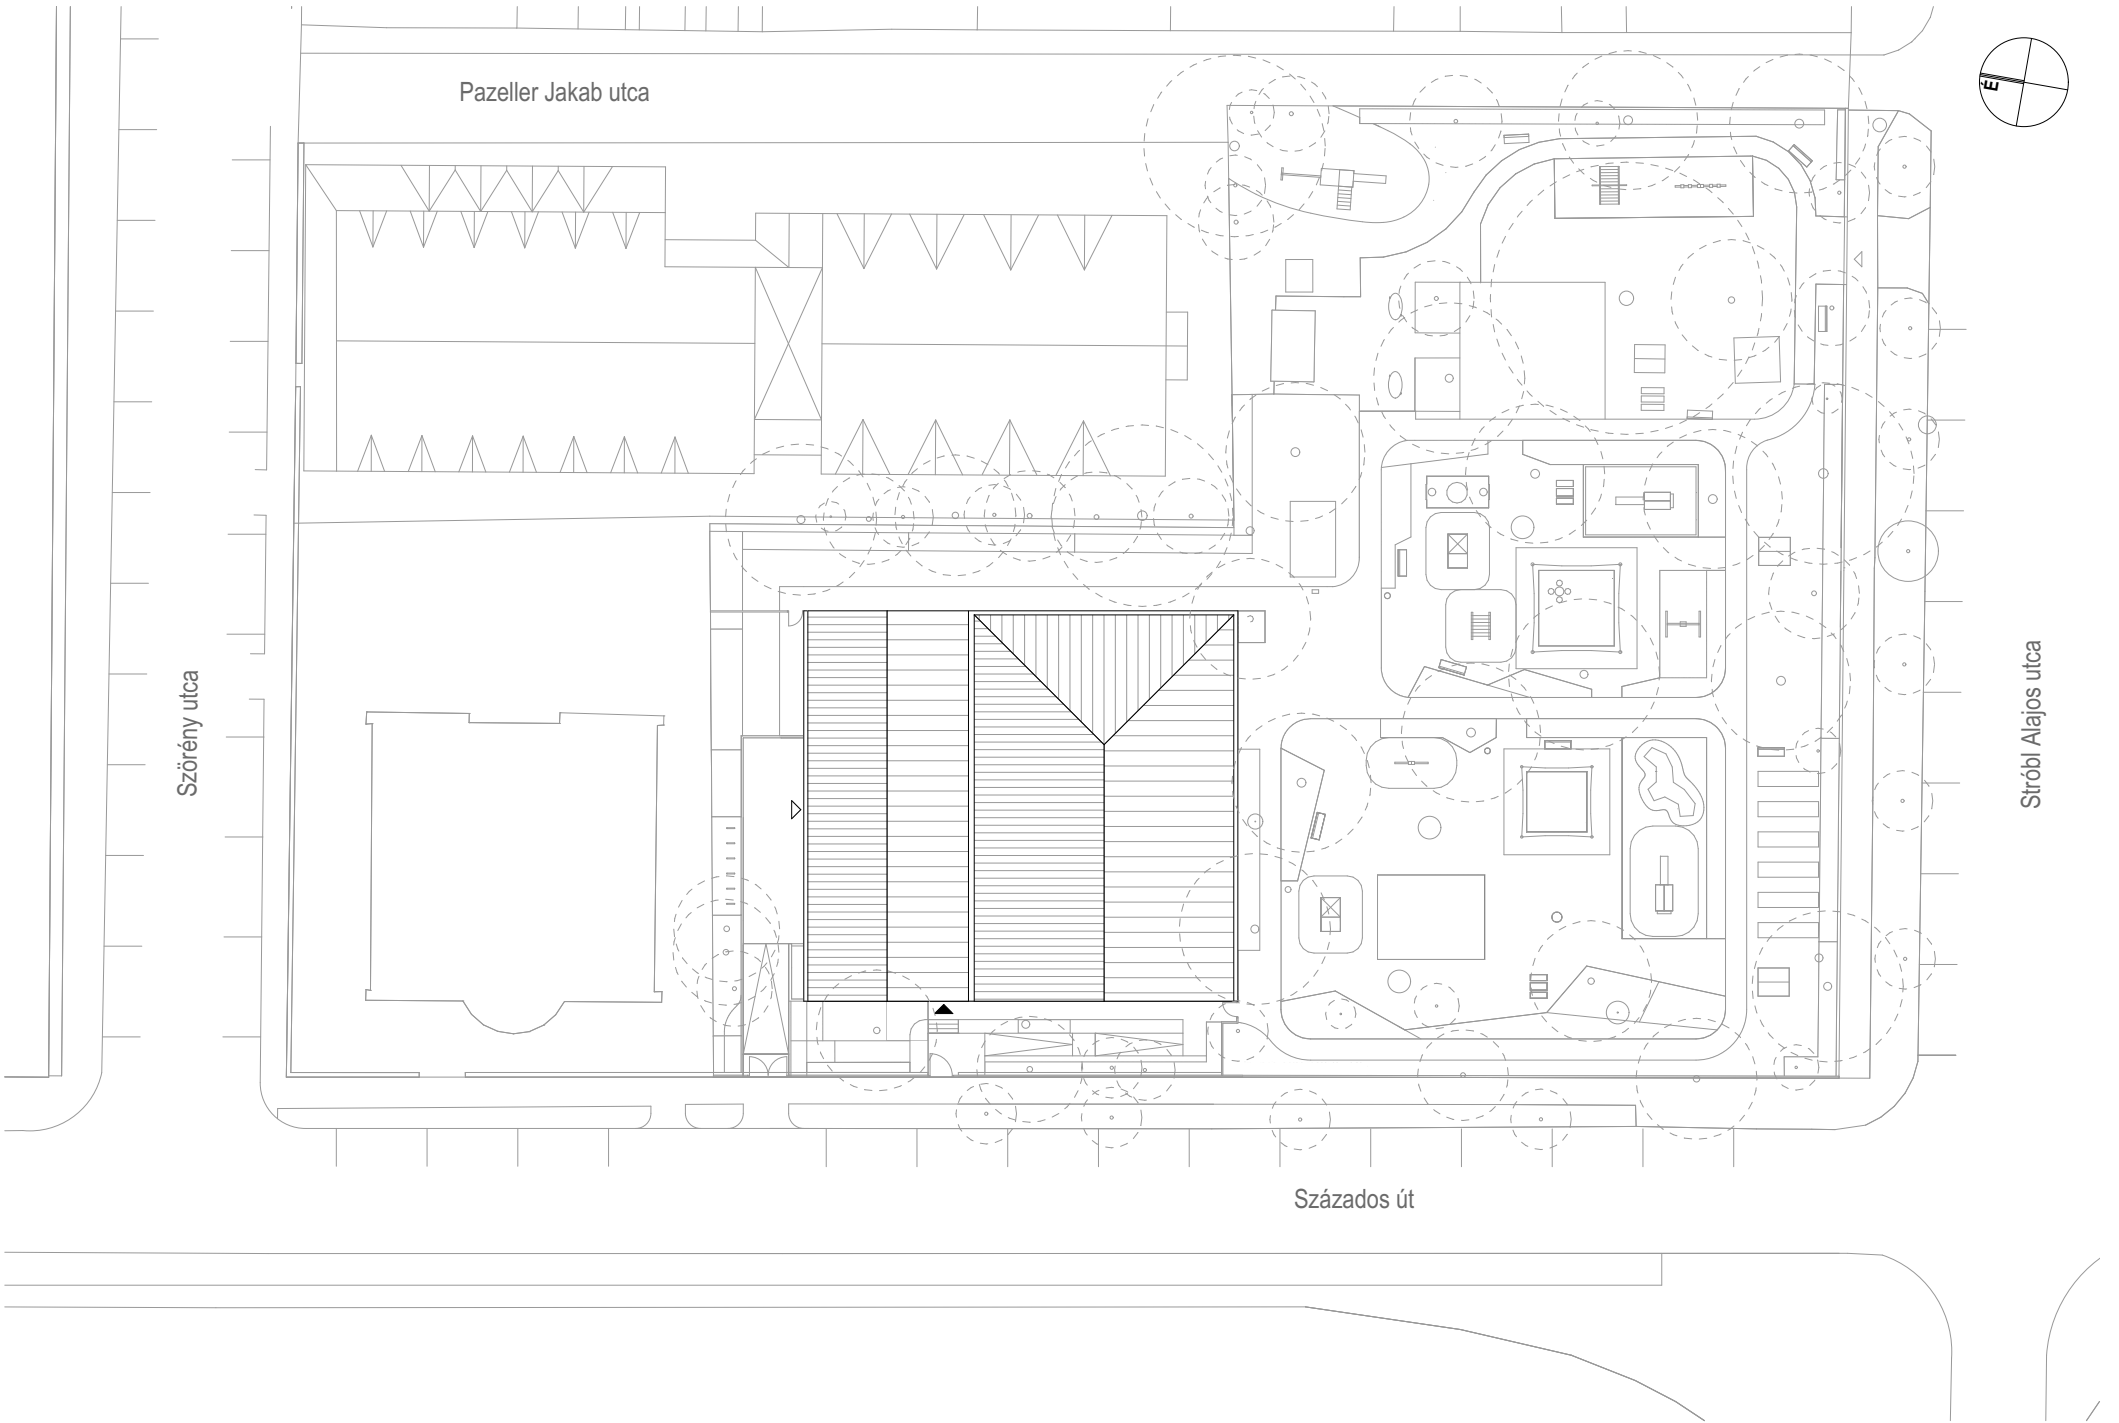 Pazeller Jakab utca
É
Szörény utca
Stróbl Alajos utca
Százados út